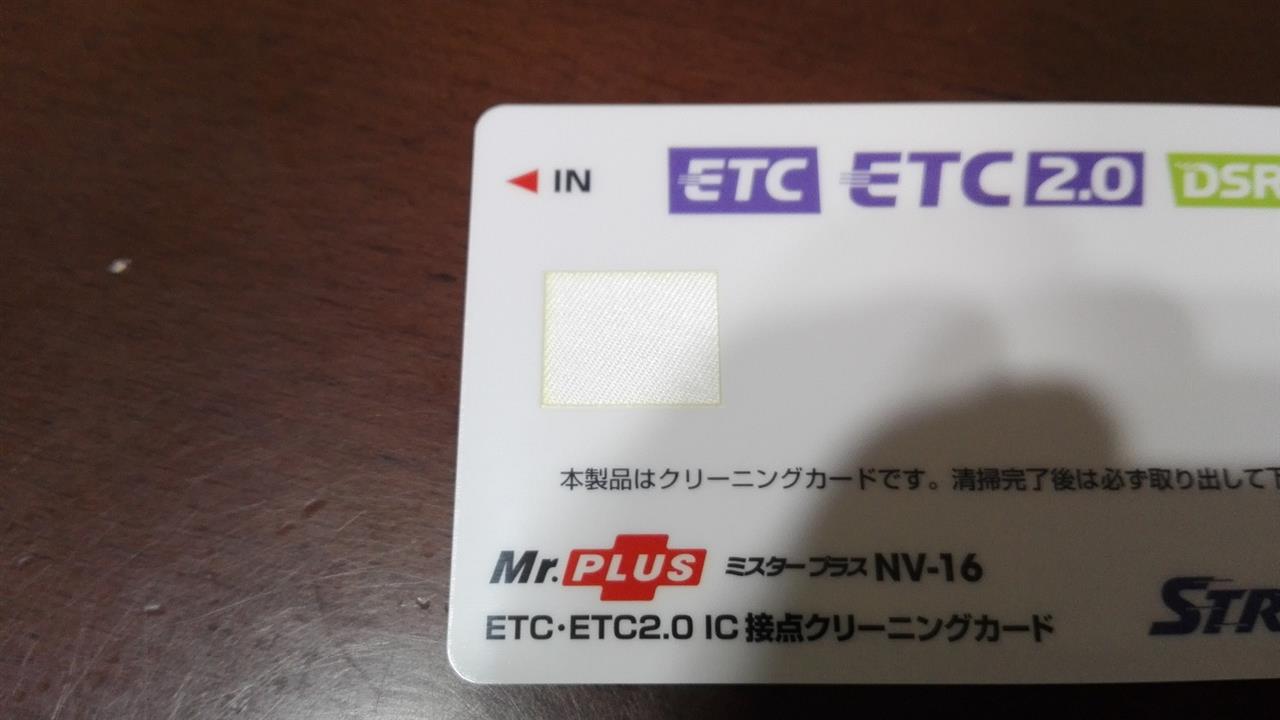 IN ETC ETC 2.0 DSR
本製品はクリーニングカードです。清掃完了後は必ず取り出して下
Mr. PLUS ミスタープラス NV-16
STR
ETC・ETC2.0 IC 接点クリーニングカード